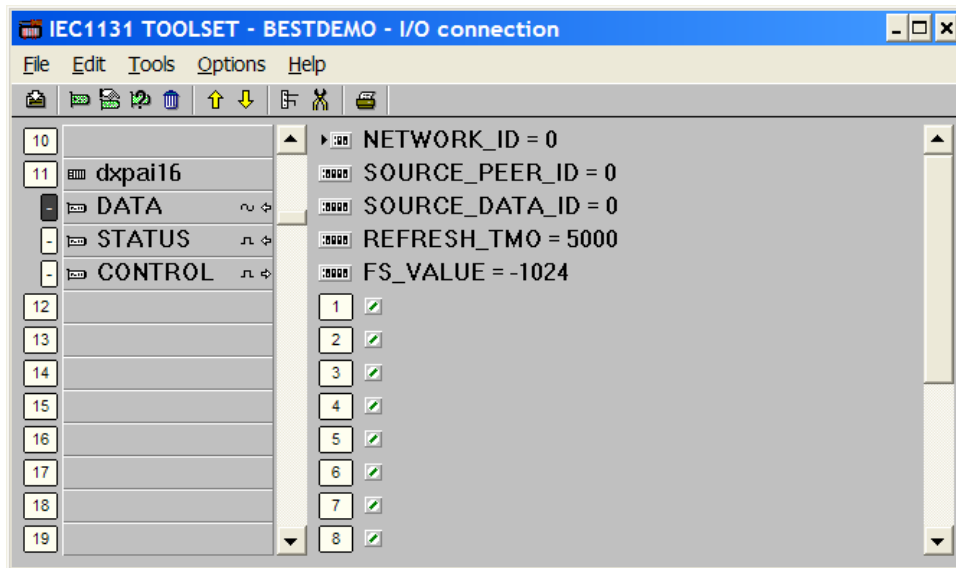 IEC1131 TOOLSET - BESTDEMO - I/O connection
File Edit Tools Options Help
10
11 dxpai16
- DATA
- STATUS
- CONTROL
12
13
14
15
16
17
18
19
NETWORK_ID = 0
SOURCE_PEER_ID = 0
SOURCE_DATA_ID = 0
REFRESH_TMO = 5000
FS_VALUE = -1024
1
2
3
4
5
6
7
8